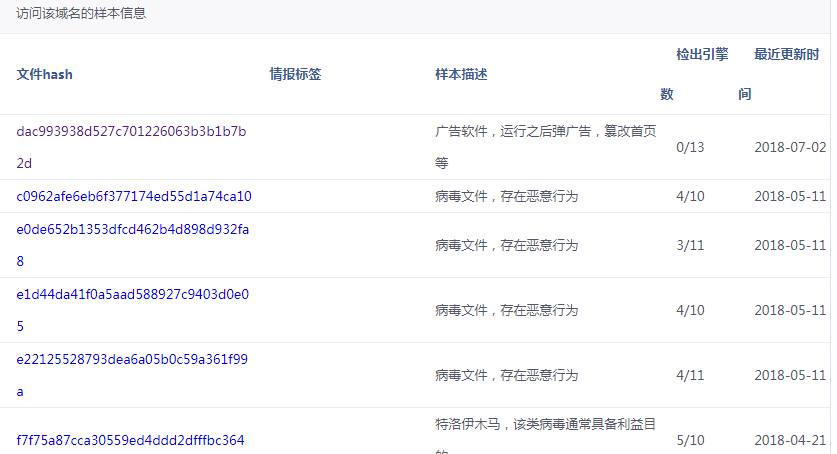 访问该域名的样本信息
文件hash 情报标签 样本描述 检出引擎数 最近更新时间
dac993938d527c701226063b3b1b7b
2d
广告软件，运行之后弹广告，篡改首页
等
0/13 2018-07-02
c0962afe6eb6f377174ed55d1a74ca10 病毒文件，存在恶意行为 4/10 2018-05-11
e0de652b1353dfcd462b4d898d932fa
8
病毒文件，存在恶意行为 3/11 2018-05-11
e1d44da41f0a5aad588927c9403d0e0
5
病毒文件，存在恶意行为 4/10 2018-05-11
e22125528793dea6a05b0c59a361f99
a
病毒文件，存在恶意行为 4/11 2018-05-11
f7f75a87cca30559ed4ddd2dfffbc364
特洛伊木马，该类病毒通常具备利益目
5/10 2018-04-21